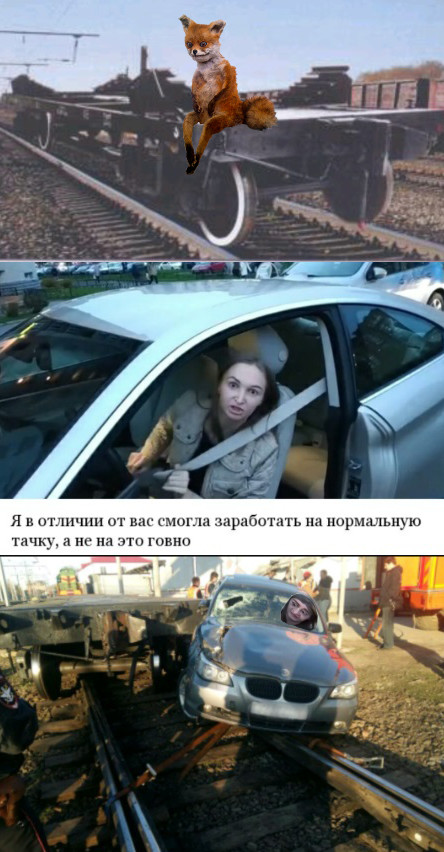 Я в отличии от вас смогла заработать на нормальную
тачку, а не на это говно